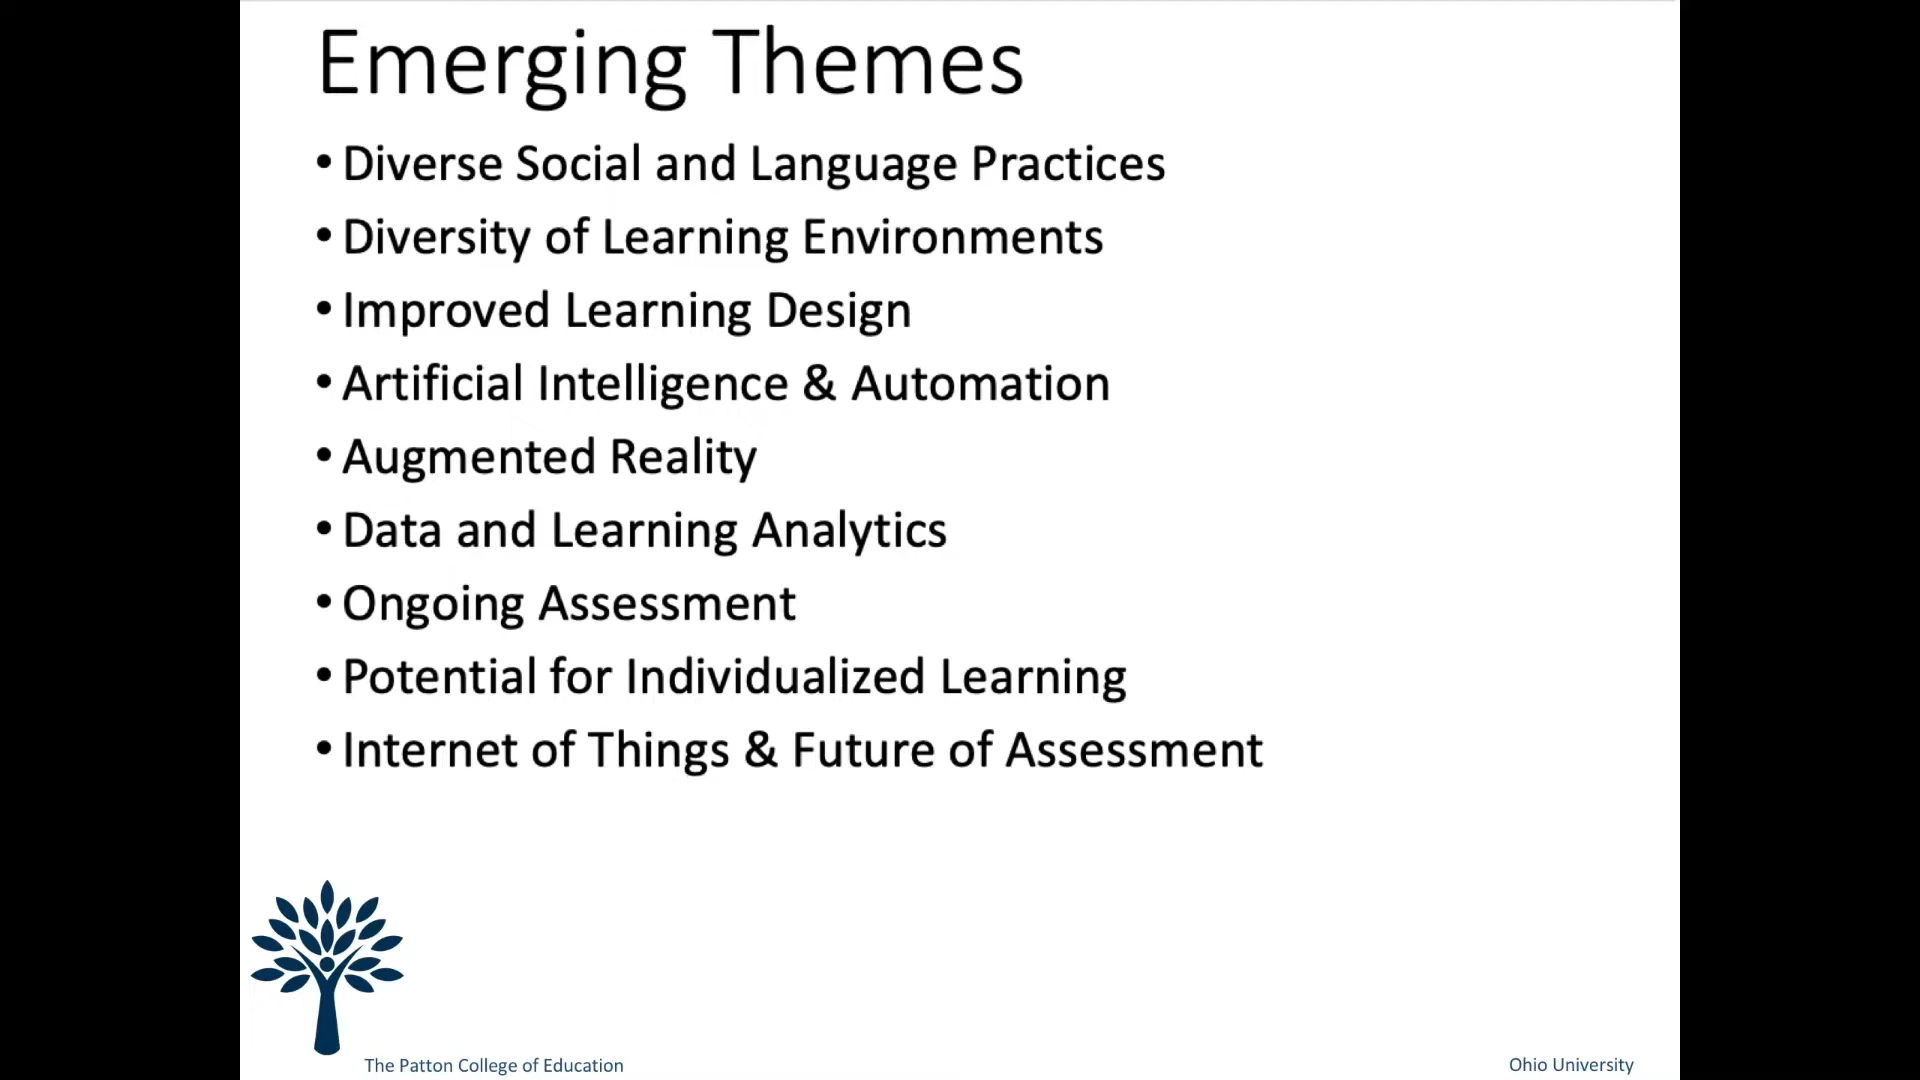 Emerging Themes
• Diverse Social and Language Practices
• Diversity of Learning Environments
• Improved Learning Design
• Artificial Intelligence & Automation
• Augmented Reality
• Data and Learning Analytics
• Ongoing Assessment
• Potential for Individualized Learning
• Internet of Things & Future of Assessment
The Patton College of Education
Ohio University